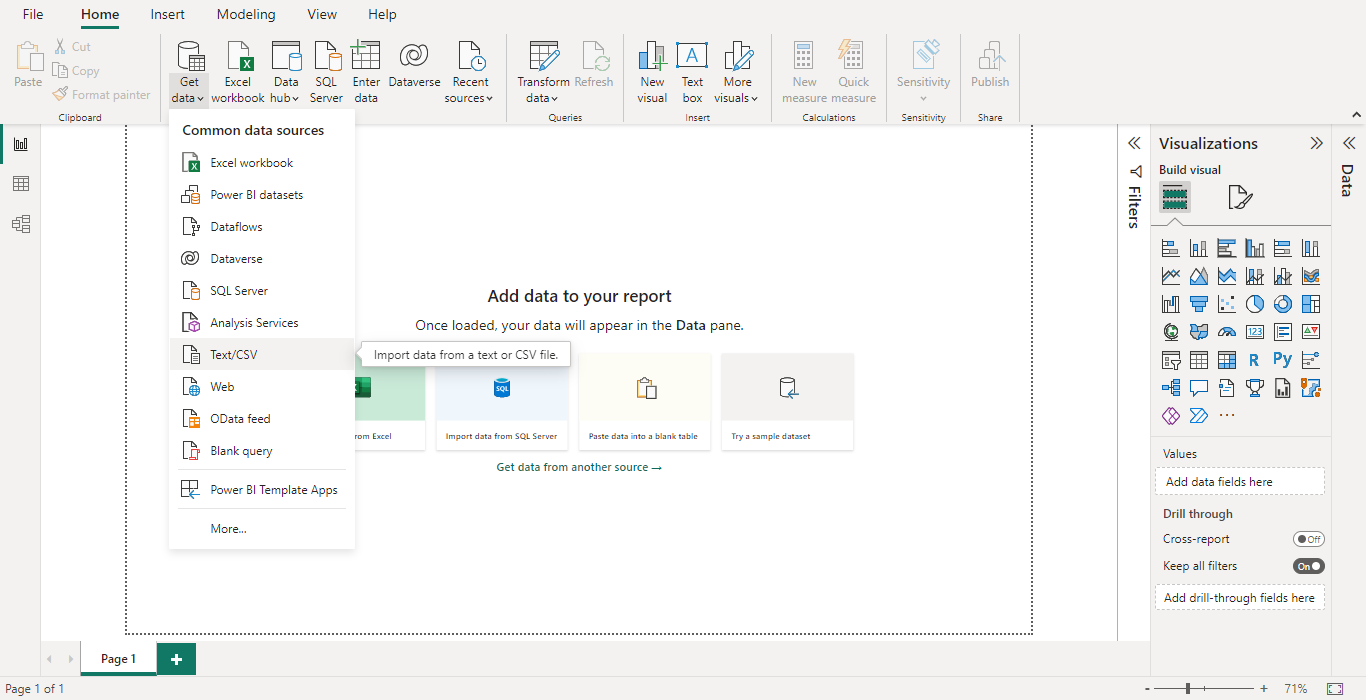 File Home Insert Modeling View Help
Paste
Cut
Copy
Format painter
Clipboard
Get data
Excel workbook
Data hub
SQL Server
Enter data
Dataverse
Recent sources
Transform data
Refresh
Queries
New visual
A
Text box
More visuals
Insert
New measure
Quick measure
Calculations
Sensitivity
Sensitivity
Publish
Share
Common data sources
Excel workbook
Power BI datasets
Dataflows
Dataverse
SQL Server
Analysis Services
Text/CSV
Web
OData feed
Blank query
Power BI Template Apps
More...
Import data from a text or CSV file.
Add data to your report
Once loaded, your data will appear in the Data pane.
from Excel
SQL
Import data from SQL Server
Paste data into a blank table
Try a sample dataset
Get data from another source →
Filters
Visualizations
Build visual
123
R
Py
...
Values
Add data fields here
Drill through
Cross-report
Off
Keep all filters
On
Add drill-through fields here
Data
Page 1
+
Page 1 of 1
- + 71%